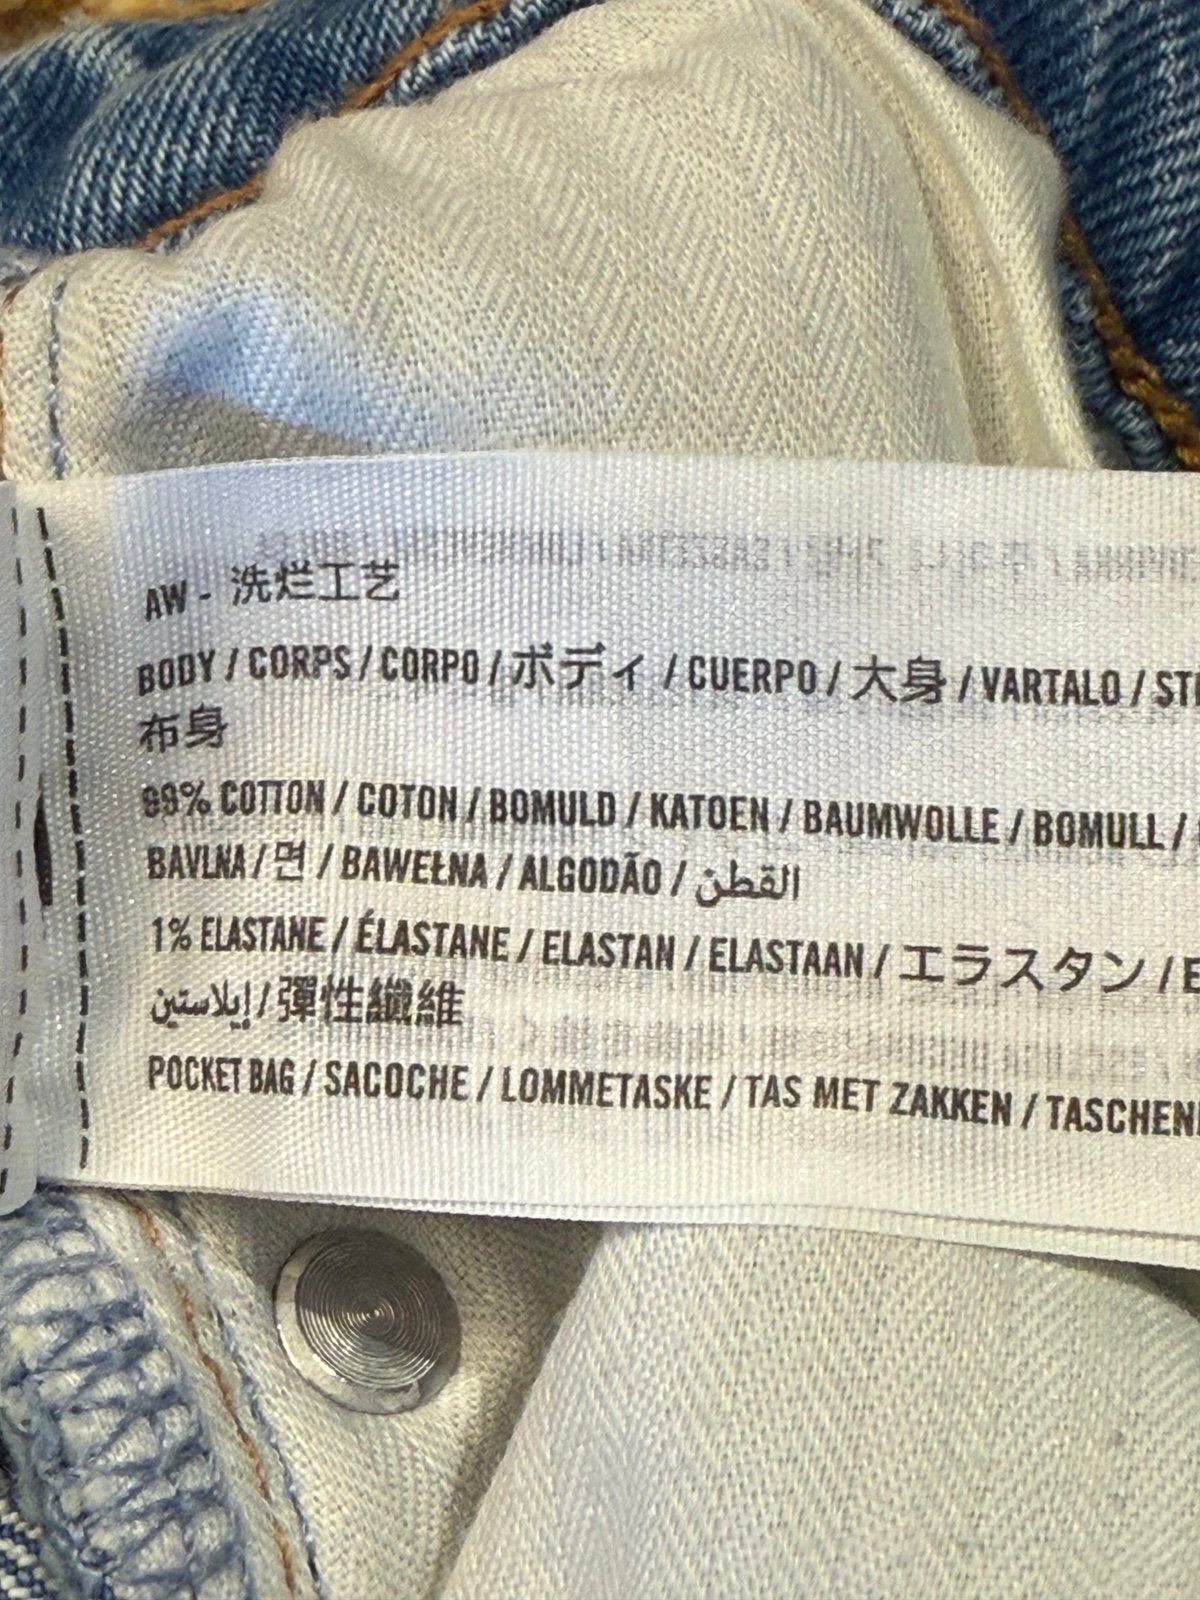 AW - 洗烂工艺
BODY / CORPS / CORPO / ボディ / CUERPO / 大身 / VARTALO /
布身
99% COTTON / COTON / BOMULD / KATOEN / BAUMWOLLE / BOMULL /
BAVLNA / 면 / BAWEŁNA / ALGODÃO / القطن
1% ELASTANE / ÉLASTANE / ELASTAN / ELASTAAN / エラスタン /
إيلاستين / 彈性纖維
POCKET BAG / SACOCHE / LOMMETASKE / TAS MET ZAKKEN /